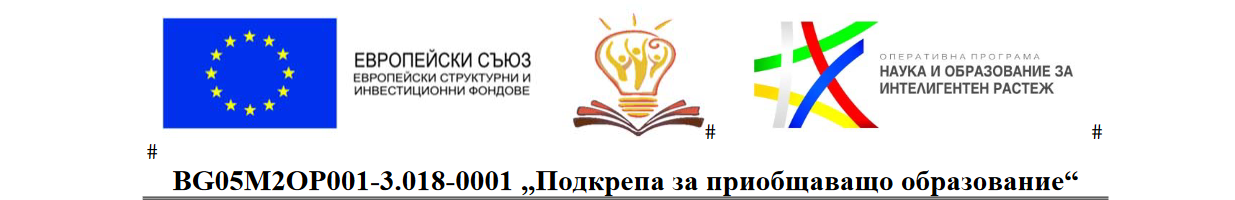 ЕВРОПЕЙСКИ СЪЮЗ
ЕВРОПЕЙСКИ СТРУКТУРНИ И
ИНВЕСТИЦИОННИ ФОНДОВЕ
#
ОПЕРАТИВНА ПРОГРАМА
НАУКА И ОБРАЗОВАНИЕ ЗА
ИНТЕЛИГЕНТЕН РАСТЕЖ
#
#
BG05M2OP001-3.018-0001 „Подкрепа за приобщаващо образование“